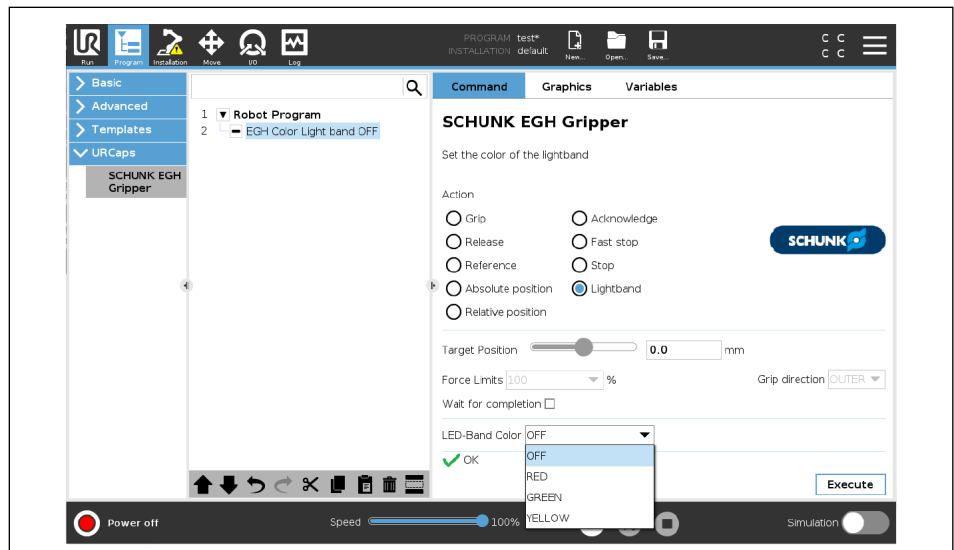 PROGRAM test*
INSTALLATION default
Run Program Installation Move I/O Log New... Open... Save...
C C
C C
Basic
Advanced
Templates
URCaps
SCHUNK EGH
Gripper
1 Robot Program
2 EGH Color Light band OFF
Command Graphics Variables
SCHUNK EGH Gripper
Set the color of the lightband
Action
Grip Acknowledge
Release Fast stop
Reference Stop
Absolute position Lightband
Relative position
SCHUNK
Target Position 0.0 mm
Force Limits 100 % Grip direction OUTER
Wait for completion
LED-Band Color OFF
OK
OFF
RED
GREEN
YELLOW
Execute
Power off Speed 100% Simulation